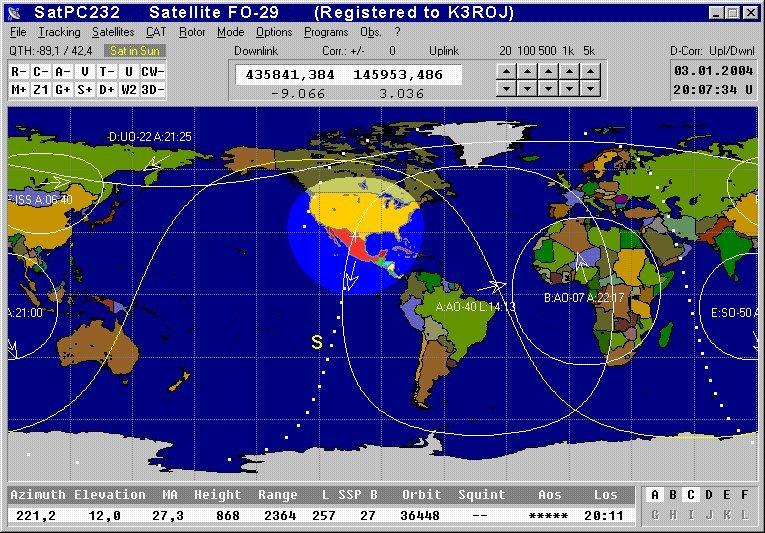 SatPC232 Satellite FO-29 (Registered to K3ROJ)
File Tracking Satellites CAT Rotor Mode Options Programs Obs. ?
QTH:-89,1 / 42,4 Sat in Sun Downlink Corr.: +/- 0 Uplink 20 100 500 1k 5k D-Corr: Upl/Dwnl
R- C- A- V T- U CW-
M+ Z1 G+ S+ D+ W2 3D-
435841,384 145953,486
-9.066 3.036
03.01.2004
20:07:34 U
D:UO-22 A:21:25
F:ISS A:06:40
B:AO-07 A:22:17
A:AO-40 L:14:13
A:21:00
E:SO-50 A
S
Azimuth Elevation MA Height Range L SSP B Orbit Squint Aos Los
221,2 12,0 27,3 868 2364 257 27 36448 -- ***** 20:11
A B C D E F
G H I J K L